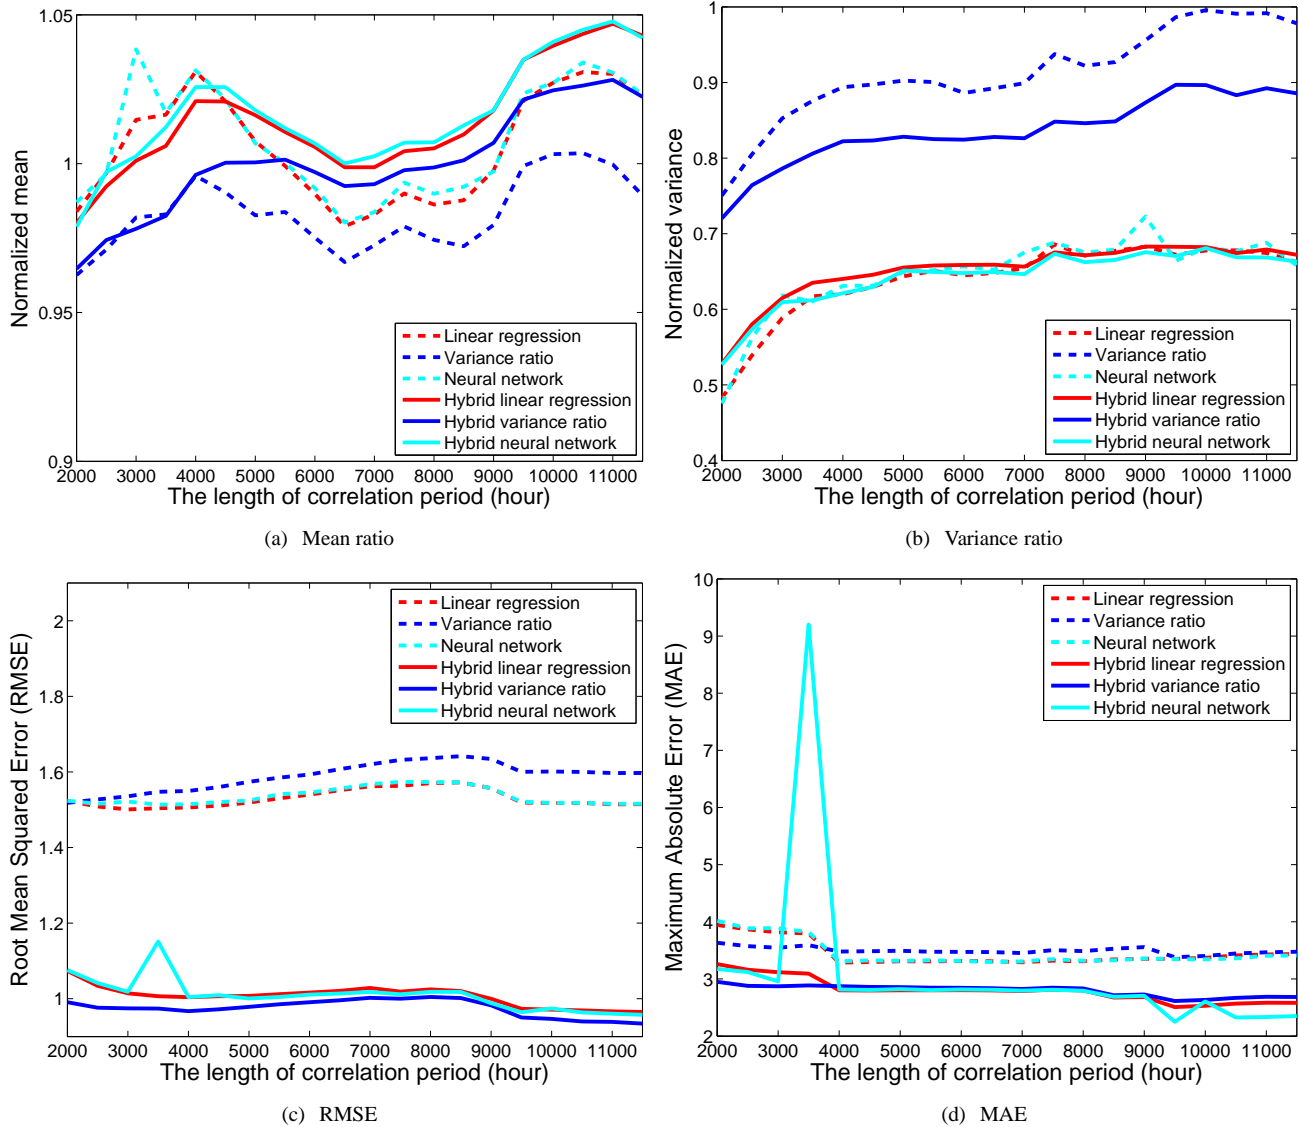 1.05
1
0.95
0.9
Normalized mean
Linear regression
Variance ratio
Neural network
Hybrid linear regression
Hybrid variance ratio
Hybrid neural network
2000 3000 4000 5000 6000 7000 8000 9000 10000 11000
The length of correlation period (hour)
(a) Mean ratio
1
0.9
0.8
0.7
0.6
0.5
0.4
Normalized variance
Linear regression
Variance ratio
Neural network
Hybrid linear regression
Hybrid variance ratio
Hybrid neural network
2000 3000 4000 5000 6000 7000 8000 9000 10000 11000
The length of correlation period (hour)
(b) Variance ratio
2
1.8
1.6
1.4
1.2
1
Root Mean Squared Error (RMSE)
Linear regression
Variance ratio
Neural network
Hybrid linear regression
Hybrid variance ratio
Hybrid neural network
2000 3000 4000 5000 6000 7000 8000 9000 10000 11000
The length of correlation period (hour)
(c) RMSE
10
9
8
7
6
5
4
3
2
Maximum Absolute Error (MAE)
Linear regression
Variance ratio
Neural network
Hybrid linear regression
Hybrid variance ratio
Hybrid neural network
2000 3000 4000 5000 6000 7000 8000 9000 10000 11000
The length of correlation period (hour)
(d) MAE